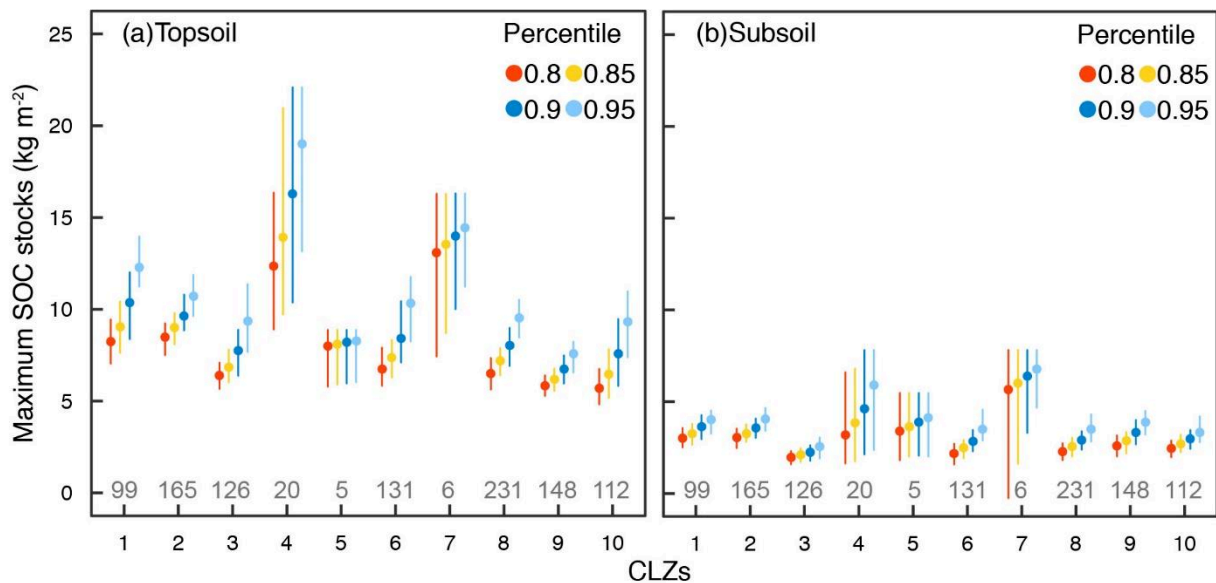 (a)Topsoil
Percentile
0.8 0.85
0.9 0.95
(b)Subsoil
Percentile
0.8 0.85
0.9 0.95
Maximum SOC stocks (kg m⁻²)
25
20
15
10
5
0
99 165 126 20 5 131 6 231 148 112
99 165 126 20 5 131 6 231 148 112
1 2 3 4 5 6 7 8 9 10
1 2 3 4 5 6 7 8 9 10
CLZs